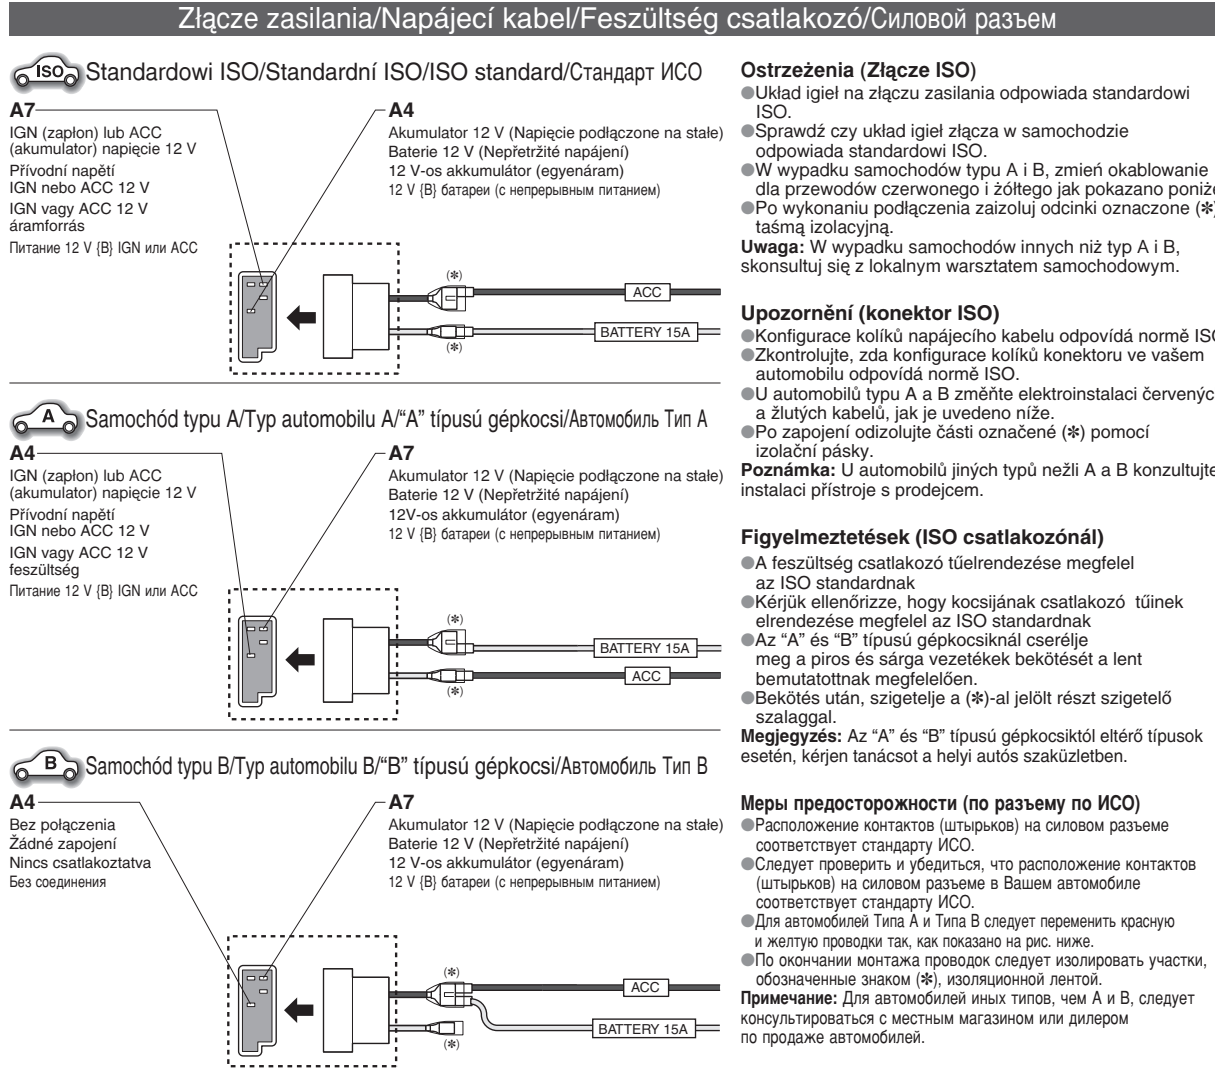 Złącze zasilania/Napájecí kabel/Feszültség csatlakozó/Силовой разъем
ISO
Standardowi ISO/Standardní ISO/ISO standard/Стандарт ИСО
A7
IGN (zapłon) lub ACC
(akumulator) napięcie 12 V
Přívodní napětí
IGN nebo ACC 12 V
IGN vagy ACC 12 V
áramforrás
Питание 12 V {В} IGN или ACC
A4
Akumulator 12 V (Napięcie podłączone na stałe)
Baterie 12 V (Nepřetržité napájení)
12 V-os akkumulátor (egyenáram)
12 V {В} батареи (с непрерывным питанием)
(✽)
ACC
BATTERY 15A
(✽)
A
Samochód typu A/Typ automobilu A/“A” típusú gépkocsi/Автомобиль Тип А
A4
IGN (zapłon) lub ACC
(akumulator) napięcie 12 V
Přívodní napětí
IGN nebo ACC 12 V
IGN vagy ACC 12 V
feszültség
Питание 12 V {В} IGN или ACC
A7
Akumulator 12 V (Napięcie podłączone na stałe)
Baterie 12 V (Nepřetržité napájení)
12V-os akkumulátor (egyenáram)
12 V {В} батареи (с непрерывным питанием)
(✽)
BATTERY 15A
ACC
(✽)
B
Samochód typu B/Typ automobilu B/“B” típusú gépkocsi/Автомобиль Тип В
A4
Bez połączenia
Žádné zapojení
Nincs csatlakoztatva
Без соединения
A7
Akumulator 12 V (Napięcie podłączone na stałe)
Baterie 12 V (Nepřetržité napájení)
12 V-os akkumulátor (egyenáram)
12 V {В} батареи (с непрерывным питанием)
(✽)
ACC
BATTERY 15A
(✽)
Ostrzeżenia (Złącze ISO)
●Układ igieł na złączu zasilania odpowiada standardowi
ISO.
●Sprawdź czy układ igieł złącza w samochodzie
odpowiada standardowi ISO.
●W wypadku samochodów typu A i B, zmień okablowanie
dla przewodów czerwonego i żółtego jak pokazano poniże
●Po wykonaniu podłączenia zaizoluj odcinki oznaczone (✽)
taśmą izolacyjną.
Uwaga: W wypadku samochodów innych niż typ A i B,
skonsultuj się z lokalnym warsztatem samochodowym.
Upozornění (konektor ISO)
●Konfigurace kolíků napájecího kabelu odpovídá normě ISO
●Zkontrolujte, zda konfigurace kolíků konektoru ve vašem
automobilu odpovídá normě ISO.
●U automobilů typu A a B změňte elektroinstalaci červenýc
a žlutých kabelů, jak je uvedeno níže.
●Po zapojení odizolujte části označené (✽) pomocí
izolační pásky.
Poznámka: U automobilů jiných typů nežli A a B konzultujte
instalaci přístroje s prodejcem.
Figyelmeztetések (ISO csatlakozónál)
●A feszültség csatlakozó tűelrendezése megfelel
az ISO standardnak
●Kérjük ellenőrizze, hogy kocsijának csatlakozó tűinek
elrendezése megfelel az ISO standardnak
●Az “A” és “B” típusú gépkocsiknál cserélje
meg a piros és sárga vezetékek bekötését a lent
bemutatottnak megfelelően.
●Bekötés után, szigetelje a (✽)-al jelölt részt szigetelő
szalaggal.
Megjegyzés: Az “A” és “B” típusú gépkocsiktól eltérő típusok
esetén, kérjen tanácsot a helyi autós szaküzletben.
Меры предосторожности (по разъему по ИСО)
●Расположение контактов (штырьков) на силовом разъеме
соответствует стандарту ИСО.
●Следует проверить и убедиться, что расположение контактов
(штырьков) на силовом разъеме в Вашем автомобиле
соответствует стандарту ИСО.
●Для автомобилей Типа А и Типа В следует переменить красную
и желтую проводки так, как показано на рис. ниже.
●По окончании монтажа проводок следует изолировать участки,
обозначенные знаком (✽), изоляционной лентой.
Примечание: Для автомобилей иных типов, чем А и В, следует
консультироваться с местным магазином или дилером
по продаже автомобилей.